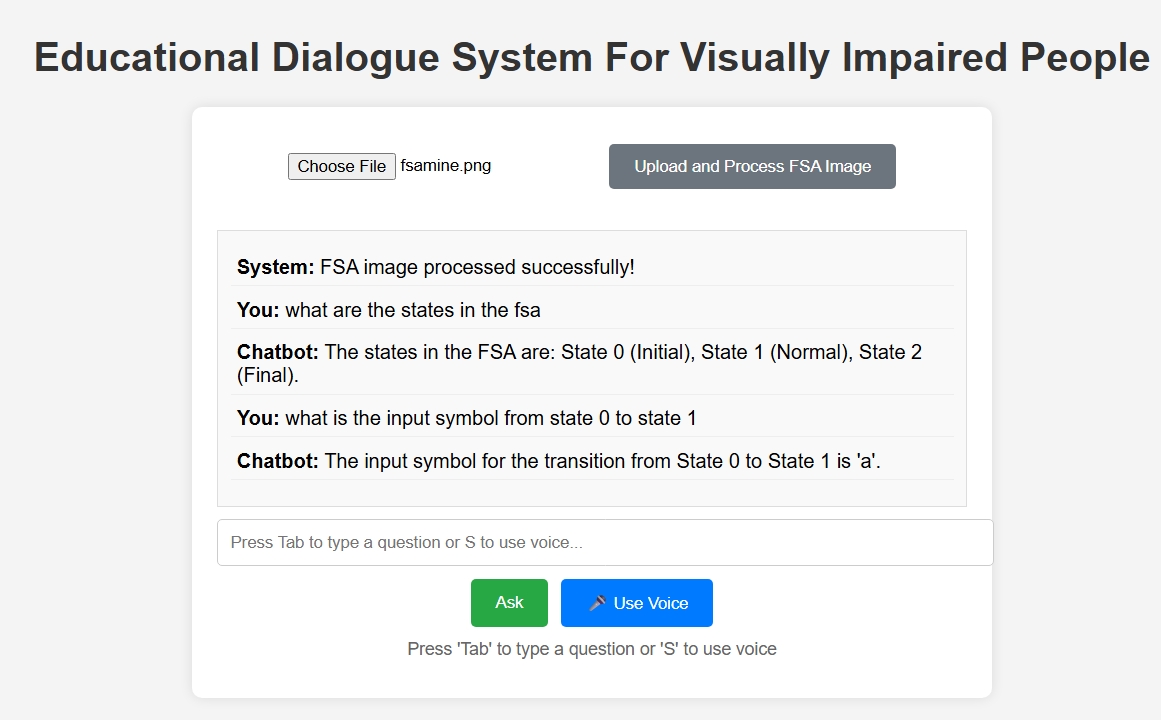 Educational Dialogue System For Visually Impaired People
Choose File fsamine.png
Upload and Process FSA Image
System: FSA image processed successfully!
You: what are the states in the fsa
Chatbot: The states in the FSA are: State 0 (Initial), State 1 (Normal), State 2
(Final).
You: what is the input symbol from state 0 to state 1
Chatbot: The input symbol for the transition from State 0 to State 1 is 'a'.
Press Tab to type a question or S to use voice...
Ask
🎤 Use Voice
Press 'Tab' to type a question or 'S' to use voice